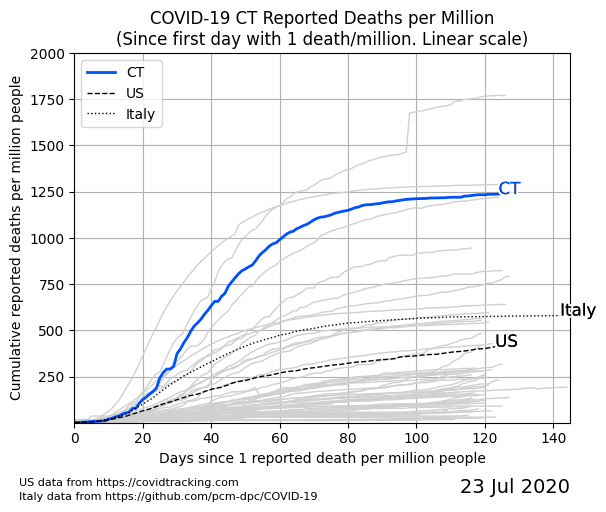 COVID-19 CT Reported Deaths per Million
(Since first day with 1 death/million. Linear scale)
Cumulative reported deaths per million people
2000
1750
1500
1250
1000
750
500
250
CT
US
Italy
CT
Italy
US
0 20 40 60 80 100 120 140
Days since 1 reported death per million people
US data from https://covidtracking.com
Italy data from https://github.com/pcm-dpc/COVID-19
23 Jul 2020